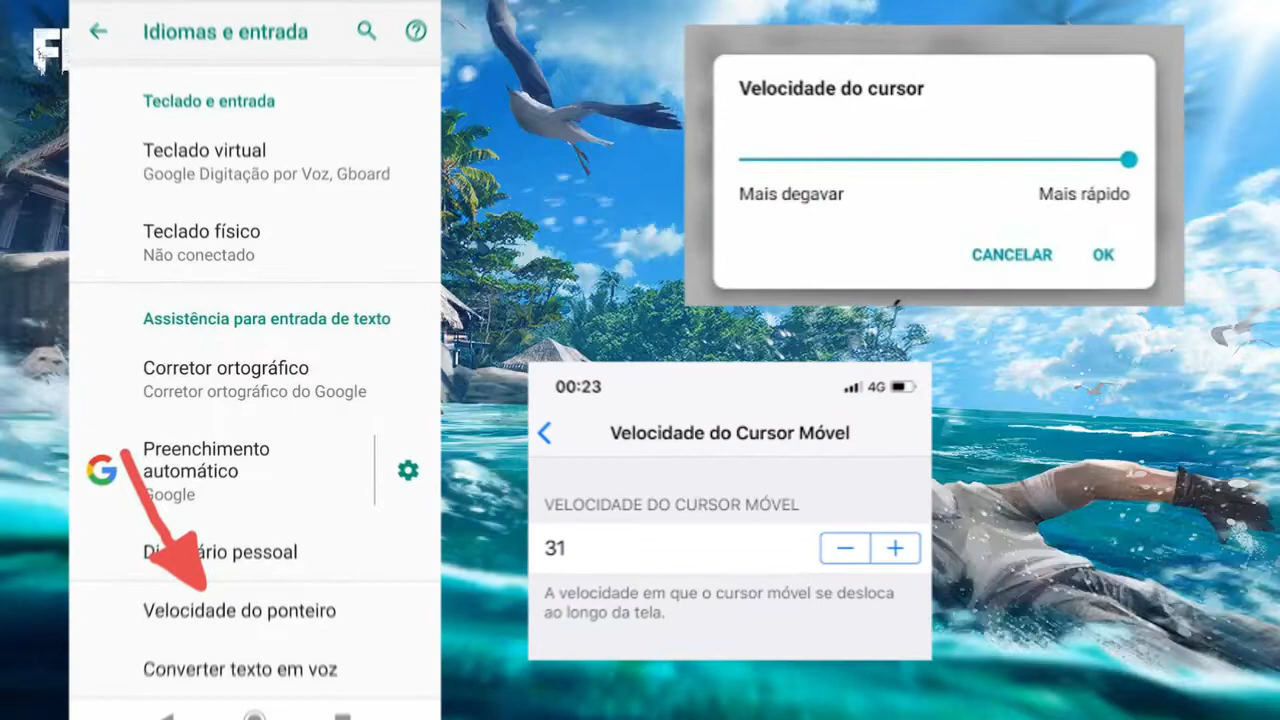 Idiomas e entrada
Teclado e entrada
Teclado virtual
Google Digitação por Voz, Gboard
Teclado físico
Não conectado
Assistência para entrada de texto
Corretor ortográfico
Corretor ortográfico do Google
Preenchimento
automático
Google
pessoal
Velocidade do ponteiro
Converter texto em voz
Velocidade do cursor
Mais degavar
Mais rápido
CANCELAR OK
00:23 4G
Velocidade do Cursor Móvel
VELOCIDADE DO CURSOR MÓVEL
31 − +
A velocidade em que o cursor móvel se desloca
ao longo da tela.